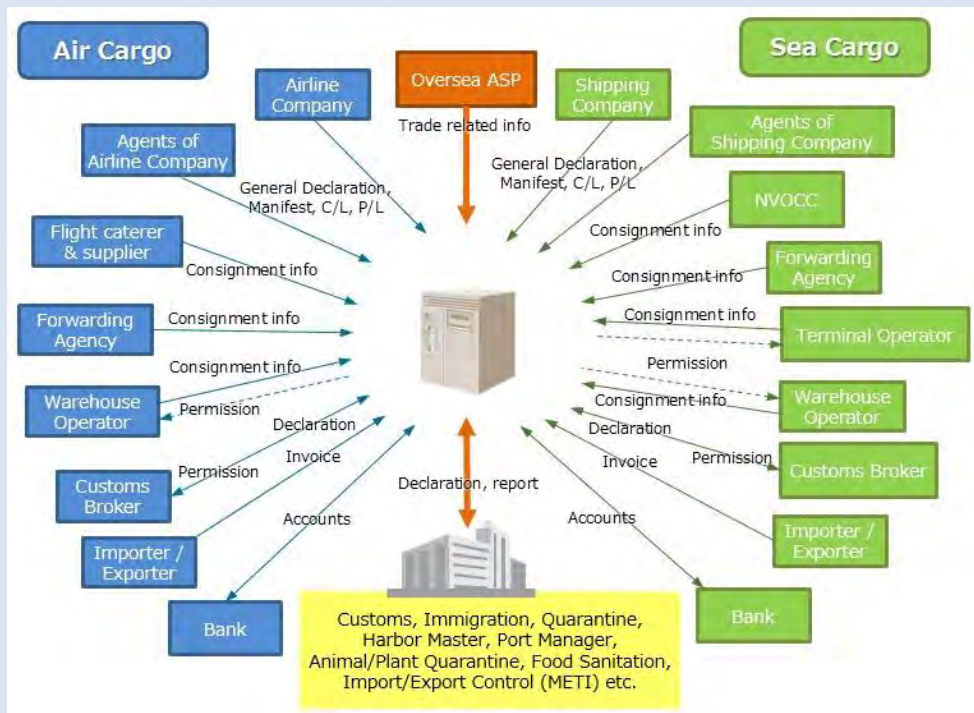 Air Cargo
Sea Cargo
Airline
Company
Oversea ASP
Shipping
Company
Trade related info
Agents of
Airline Company
Agents of
Shipping Company
General Declaration,
Manifest, C/L, P/L
General Declaration,
Manifest, C/L, P/L
NVOCC
Flight caterer
& supplier
Consignment info
Consignment info
Forwarding
Agency
Consignment info
Forwarding
Agency
Consignment info
Consignment info
Terminal Operator
Consignment info
Permission
Warehouse
Operator
Permission
Consignment info
Warehouse
Operator
Declaration
Declaration
Permission
Customs
Broker
Invoice
Invoice
Permission
Customs Broker
Declaration, report
Importer /
Exporter
Accounts
Accounts
Importer /
Exporter
Bank
Bank
Customs, Immigration, Quarantine,
Harbor Master, Port Manager,
Animal/Plant Quarantine, Food Sanitation,
Import/Export Control (METI) etc.